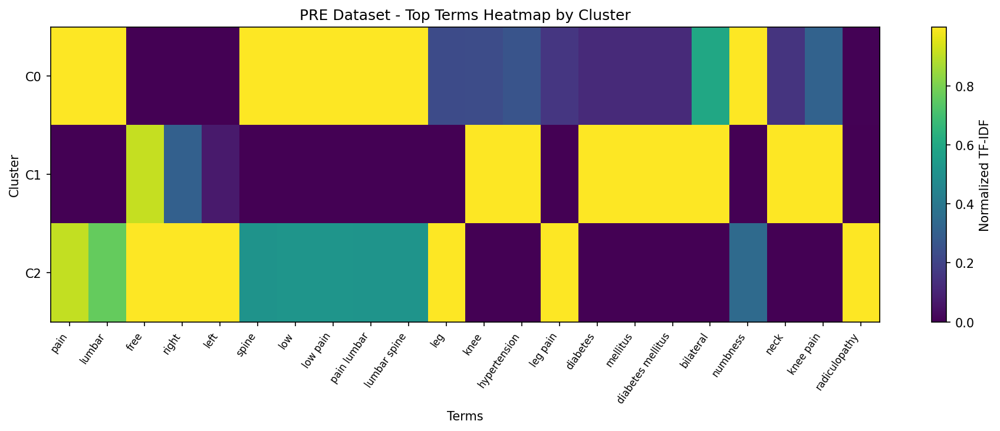 PRE Dataset - Top Terms Heatmap by Cluster
Cluster
C0
C1
C2
pain
lumbar
free
right
left
spine
low
low pain
pain lumbar
lumbar spine
leg
knee
hypertension
leg pain
diabetes
mellitus
diabetes mellitus
bilateral
numbness
neck
knee pain
radiculopathy
Terms
0.8
0.6
0.4
0.2
0.0
Normalized TF-IDF